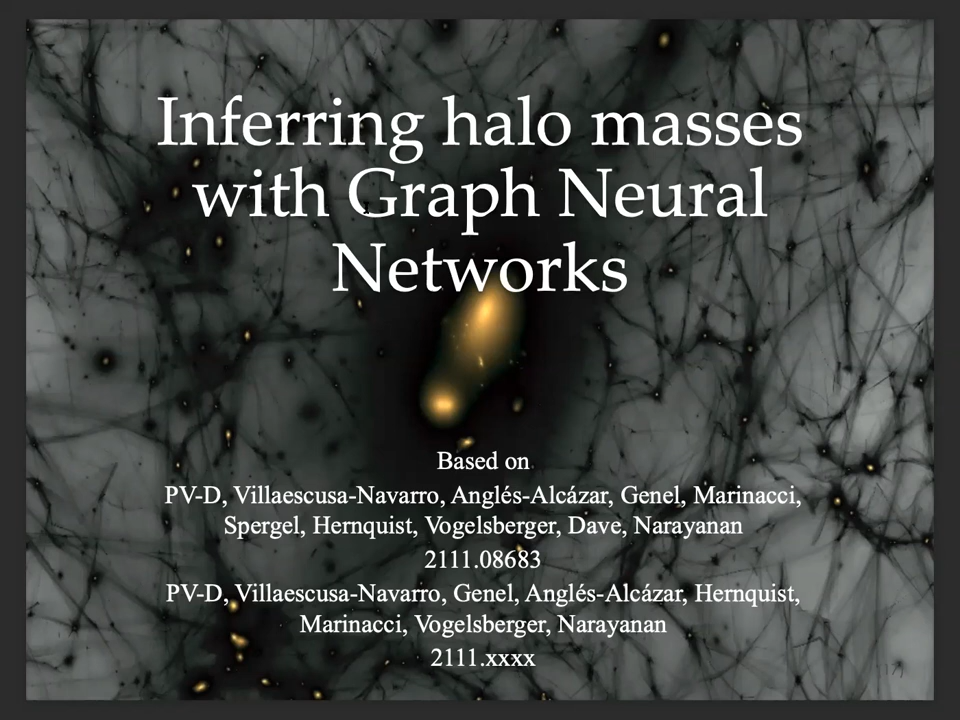 Inferring halo masses
with Graph Neural
Networks
Based on
PV-D, Villaescusa-Navarro, Anglés-Alcázar, Genel, Marinacci,
Spergel, Hernquist, Vogelsberger, Dave, Narayanan
2111.08683
PV-D, Villaescusa-Navarro, Genel, Anglés-Alcázar, Hernquist,
Marinacci, Vogelsberger, Narayanan
2111.xxxx